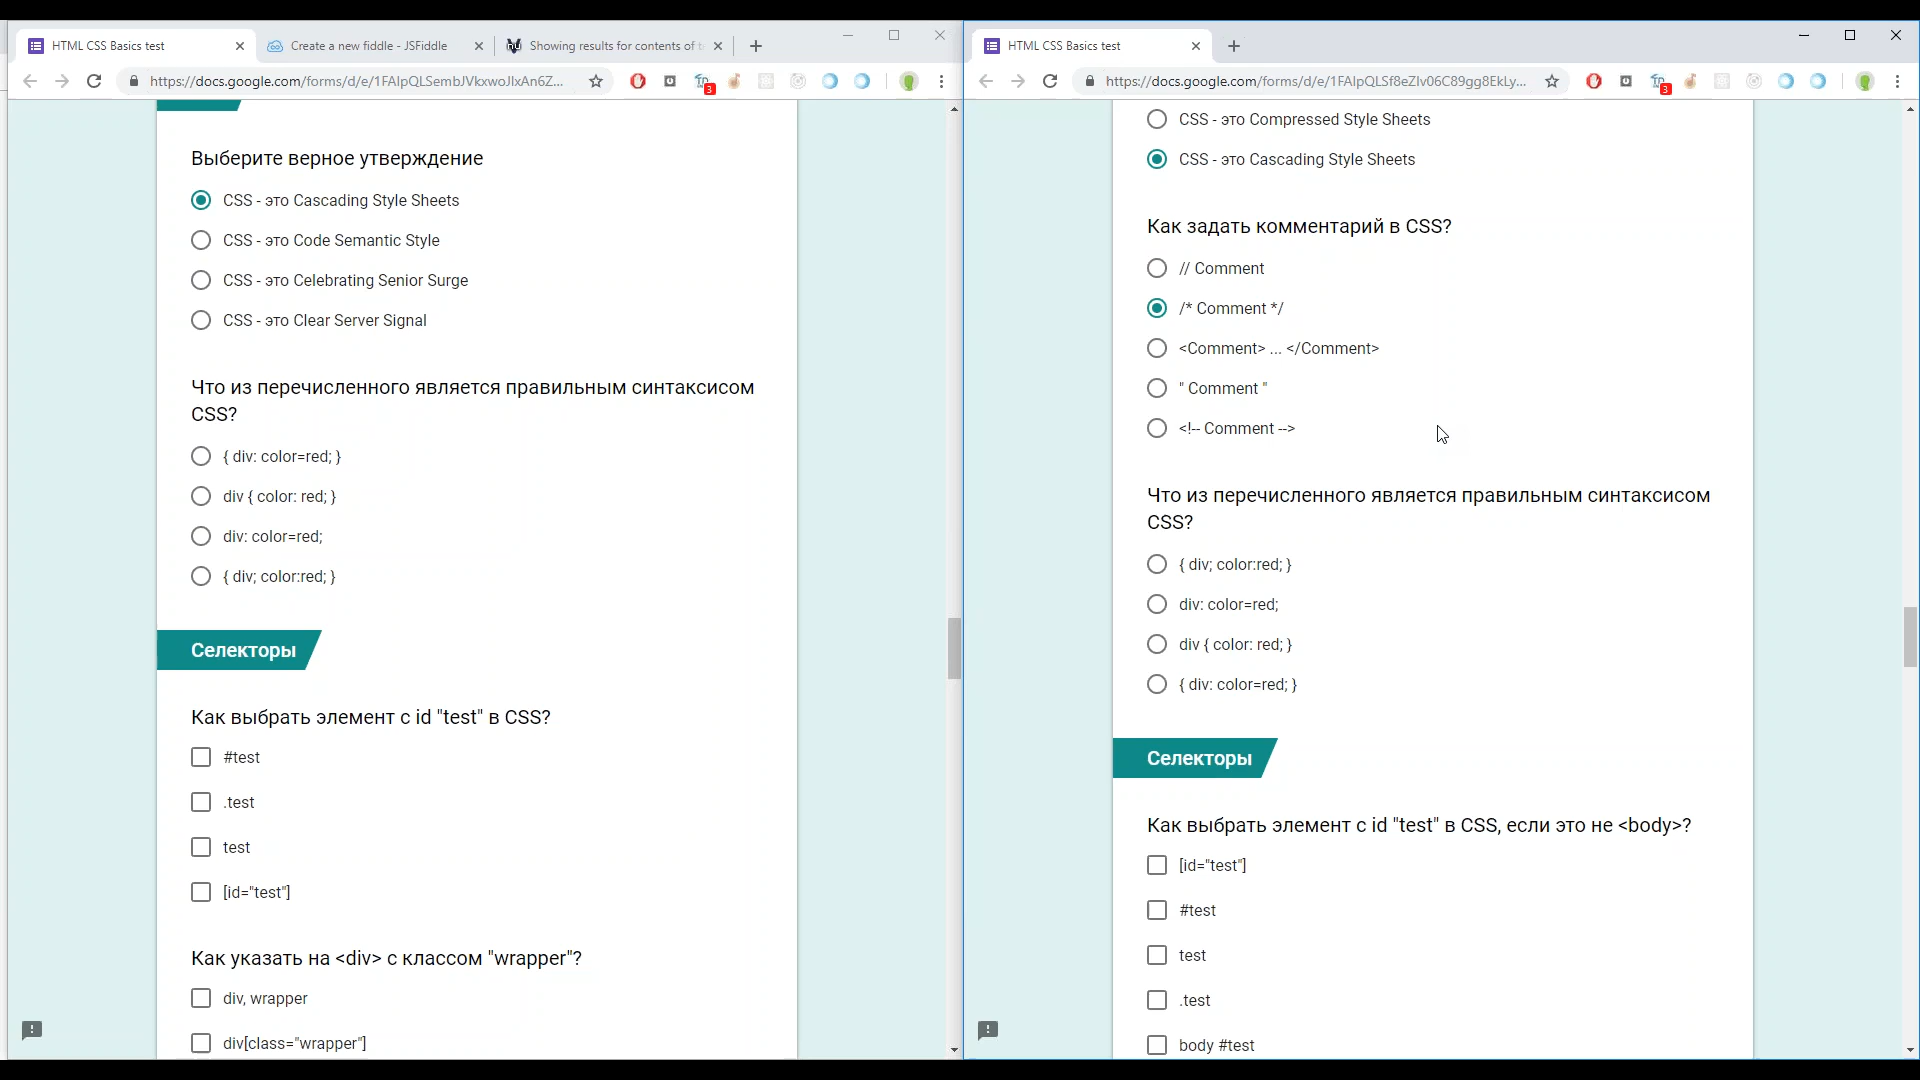 HTML CSS Basics test
Create a new fiddle - JSFiddle
Showing results for contents of
https://docs.google.com/forms/d/e/1FAIpQLSembJVkxwoJlxAn6Z...
3
Выберите верное утверждение
CSS - это Cascading Style Sheets
CSS - это Code Semantic Style
CSS - это Celebrating Senior Surge
CSS - это Clear Server Signal
Что из перечисленного является правильным синтаксисом
CSS?
{ div: color=red; }
div { color: red; }
div: color=red;
{ div; color:red; }
Селекторы
Как выбрать элемент с id "test" в CSS?
#test
.test
test
[id="test"]
Как указать на <div> с классом "wrapper"?
div, wrapper
div[class="wrapper"]
HTML CSS Basics test
https://docs.google.com/forms/d/e/1FAIpQLSf8eZlv06C89gg8EkLy...
3
CSS - это Compressed Style Sheets
CSS - это Cascading Style Sheets
Как задать комментарий в CSS?
// Comment
/* Comment */
<Comment> ... </Comment>
" Comment "
<!-- Comment -->
Что из перечисленного является правильным синтаксисом
CSS?
{ div; color:red; }
div: color=red;
div { color: red; }
{ div: color=red; }
Селекторы
Как выбрать элемент с id "test" в CSS, если это не <body>?
[id="test"]
#test
test
.test
body #test